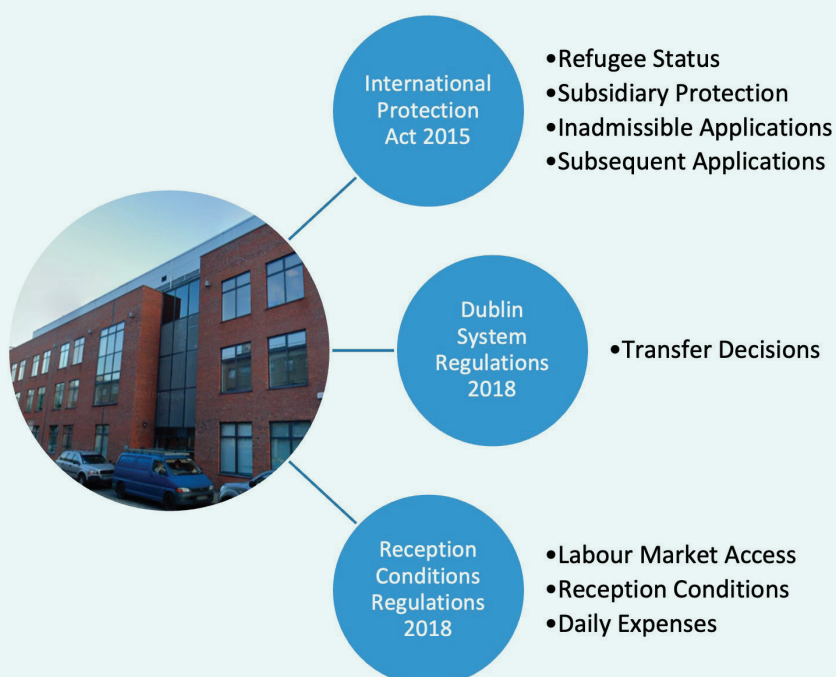 International
Protection
Act 2015
•Refugee Status
•Subsidiary Protection
•Inadmissible Applications
•Subsequent Applications
Dublin
System
Regulations
2018
•Transfer Decisions
Reception
Conditions
Regulations
2018
•Labour Market Access
•Reception Conditions
•Daily Expenses